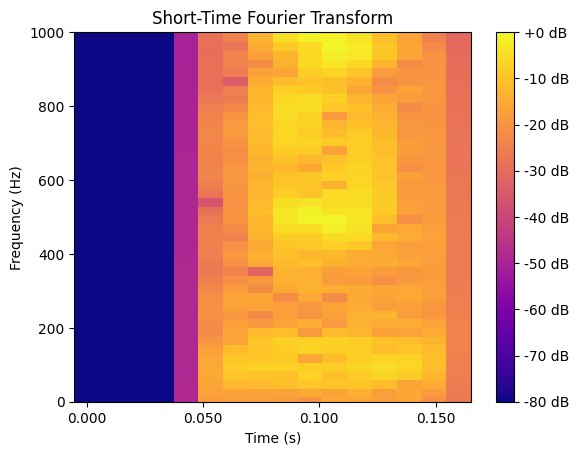 Short-Time Fourier Transform
Frequency (Hz)
1000
800
600
400
200
0
0.000
0.050
0.100
0.150
Time (s)
+0 dB
-10 dB
-20 dB
-30 dB
-40 dB
-50 dB
-60 dB
-70 dB
-80 dB